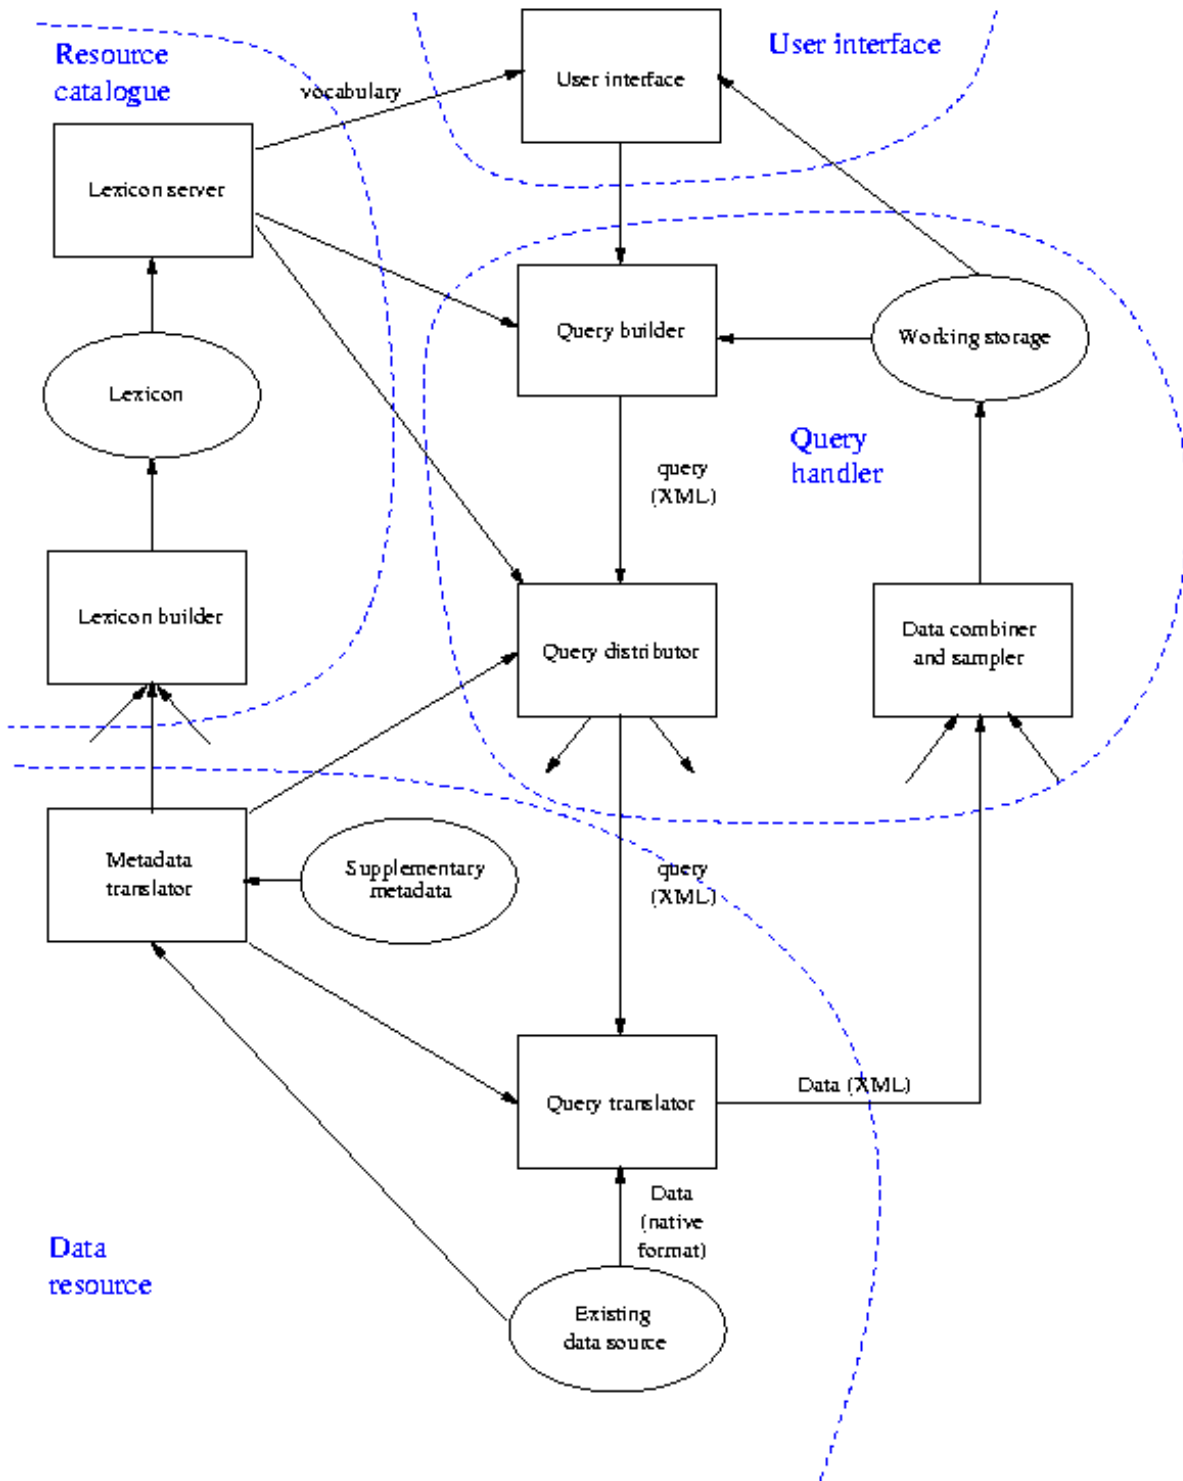 Resource
catalogue
User interface
vocabulary
User interface
Lexicon server
Query builder
Working storage
Lexicon
Query
handler
query
(XML)
Lexicon builder
Query distributor
Data combiner
and sampler
Metadata
translator
Supplementary
metadata
query
(XML)
Query translator
Data (XML)
Data
(native
format)
Data
resource
Existing
data source